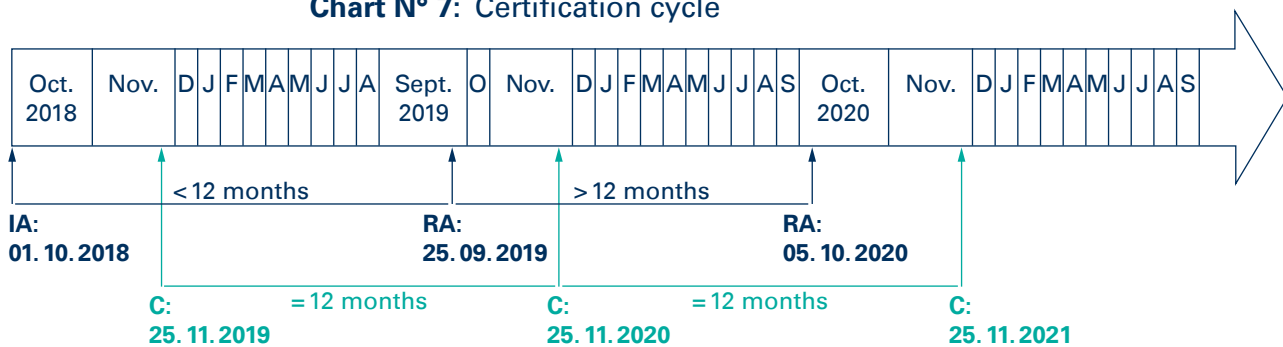 Chart N° 7: Certification cycle
Oct. 2018 Nov. D J F M A M J J A Sept. 2019 O Nov. D J F M A M J J A S Oct. 2020 Nov. D J F M A M J J A S
< 12 months > 12 months
IA: RA: RA:
01. 10. 2018 25. 09. 2019 05. 10. 2020
= 12 months = 12 months
C: C: C:
25. 11. 2019 25. 11. 2020 25. 11. 2021